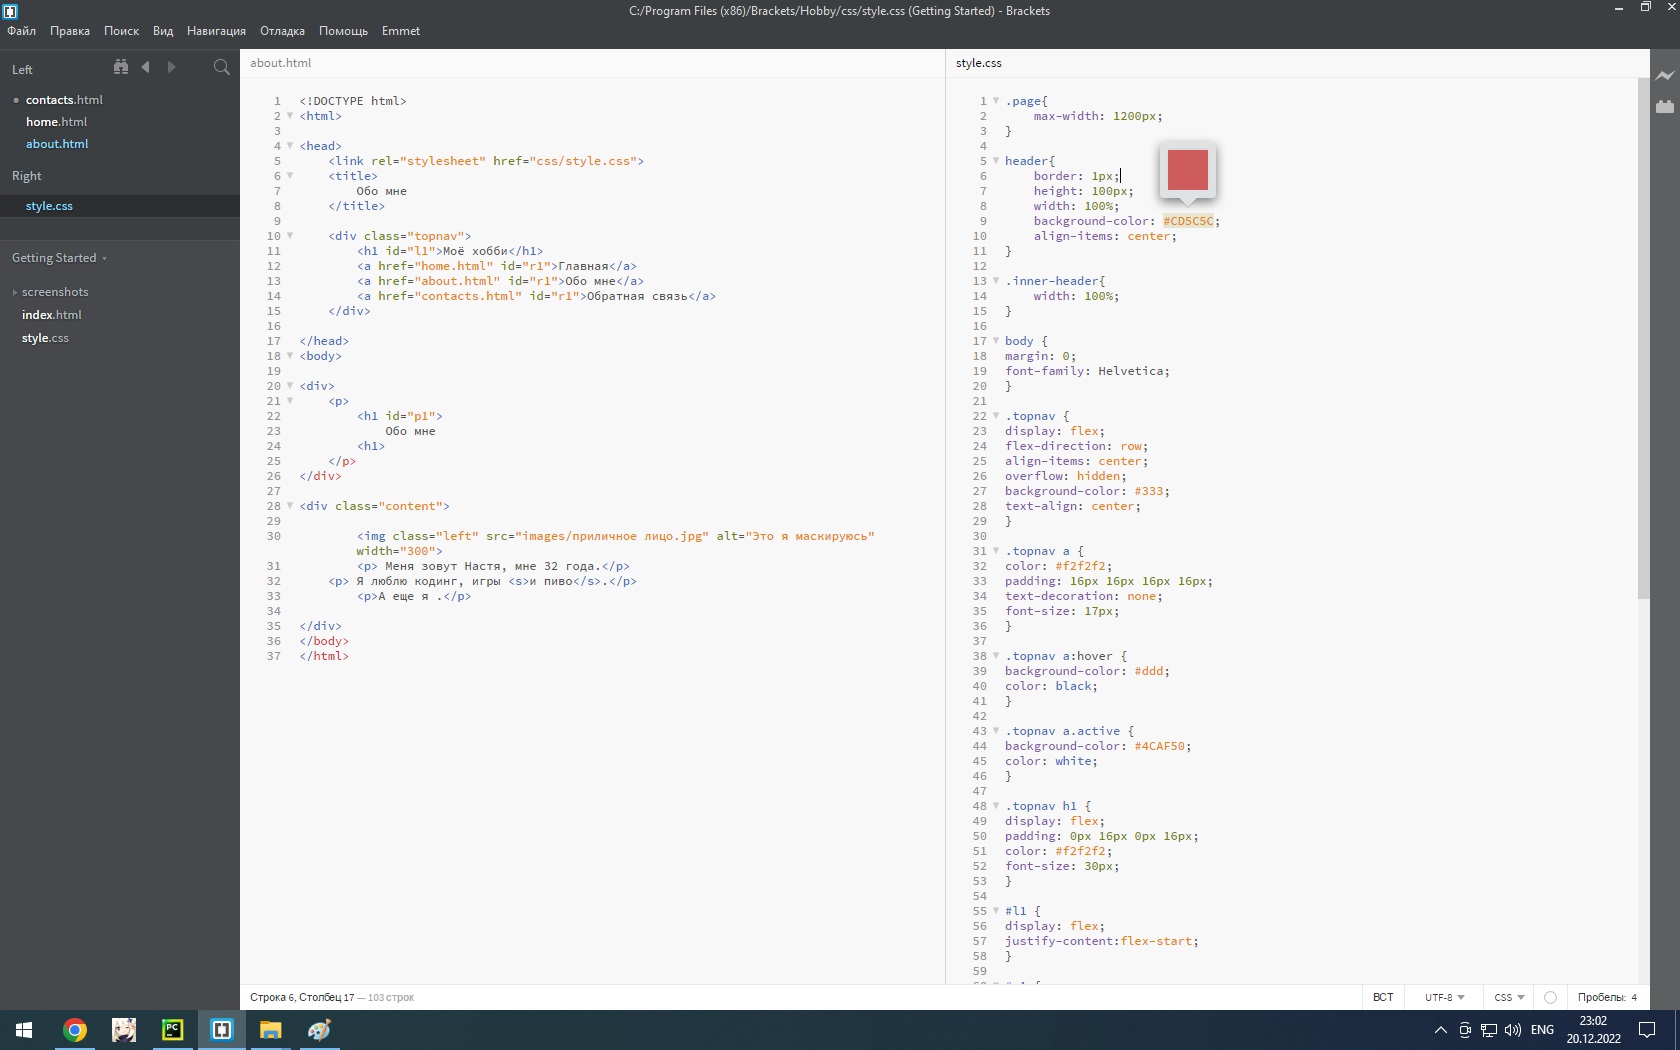 C:/Program Files (x86)/Brackets/Hobby/css/style.css (Getting Started) - Brackets
Файл Правка Поиск Вид Навигация Отладка Помощь Emmet
Left
contacts.html
home.html
about.html
Right
style.css
Getting Started
screenshots
index.html
style.css
about.html
1 <!DOCTYPE html>
2 <html>
3
4 <head>
5 <link rel="stylesheet" href="css/style.css">
6 <title>
7 Обо мне
8 </title>
9
10 <div class="topnav">
11 <h1 id="l1">Моё хобби</h1>
12 <a href="home.html" id="r1">Главная</a>
13 <a href="about.html" id="r1">Обо мне</a>
14 <a href="contacts.html" id="r1">Обратная связь</a>
15 </div>
16
17 </head>
18 <body>
19
20 <div>
21 <p>
22 <h1 id="p1">
23 Обо мне
24 <h1>
25 </p>
26 </div>
27
28 <div class="content">
29
30 <img class="left" src="images/приличное лицо.jpg" alt="Это я маскируюсь"
width="300">
31 <p> Меня зовут Настя, мне 32 года.</p>
32 <p> Я люблю кодинг, игры <s>и пиво</s>.</p>
33 <p>А еще я .</p>
34
35 </div>
36 </body>
37 </html>
style.css
1 .page{
2 max-width: 1200px;
3 }
4
5 header{
6 border: 1px;
7 height: 100px;
8 width: 100%;
9 background-color: #CD5C5C;
10 align-items: center;
11 }
12
13 .inner-header{
14 width: 100%;
15 }
16
17 body {
18 margin: 0;
19 font-family: Helvetica;
20 }
21
22 .topnav {
23 display: flex;
24 flex-direction: row;
25 align-items: center;
26 overflow: hidden;
27 background-color: #333;
28 text-align: center;
29 }
30
31 .topnav a {
32 color: #f2f2f2;
33 padding: 16px 16px 16px 16px;
34 text-decoration: none;
35 font-size: 17px;
36 }
37
38 .topnav a:hover {
39 background-color: #ddd;
40 color: black;
41 }
42
43 .topnav a.active {
44 background-color: #4CAF50;
45 color: white;
46 }
47
48 .topnav h1 {
49 display: flex;
50 padding: 0px 16px 0px 16px;
51 color: #f2f2f2;
52 font-size: 30px;
53 }
54
55 #l1 {
56 display: flex;
57 justify-content:flex-start;
58 }
59
Строка 6, Столбец 17 — 103 строк
ВСТ UTF-8 CSS Пробелы: 4
PC
ENG
23:02
20.12.2022